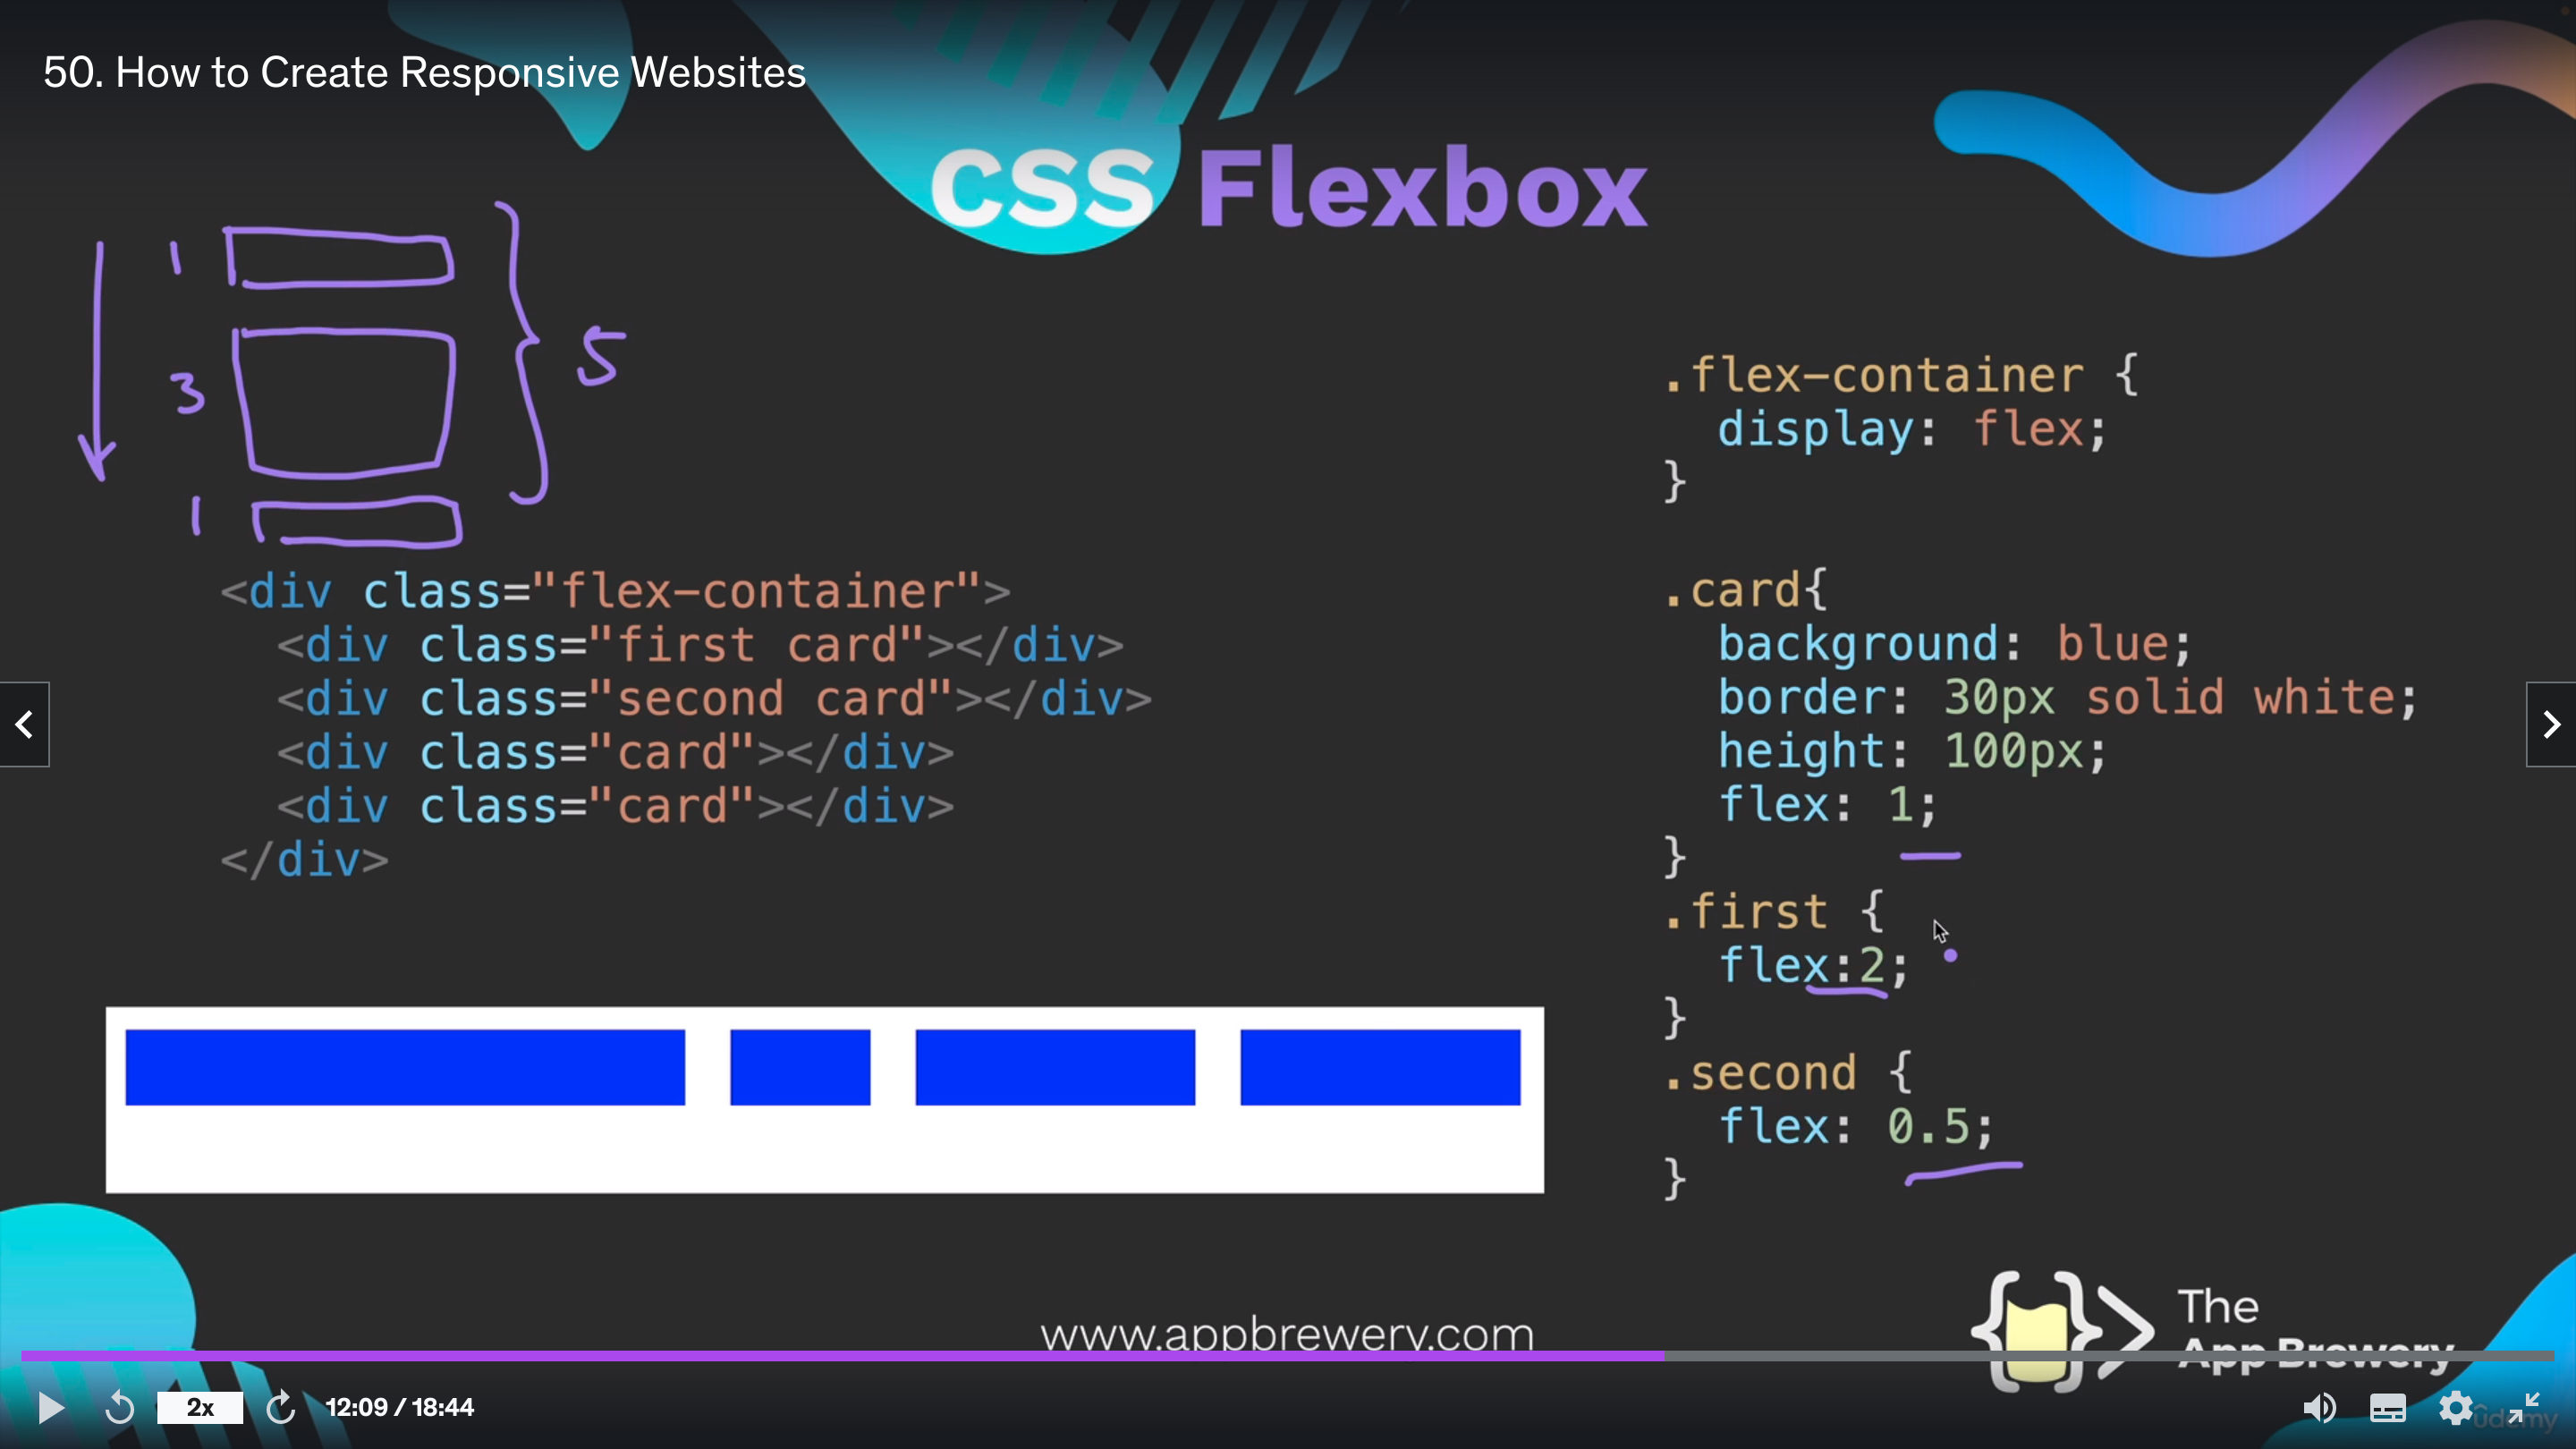 50. How to Create Responsive Websites
CSS Flexbox
1
3
1
5
<div class="flex-container">
  <div class="first card"></div>
  <div class="second card"></div>
  <div class="card"></div>
  <div class="card"></div>
</div>
.flex-container {
  display: flex;
}
.card{
  background: blue;
  border: 30px solid white;
  height: 100px;
  flex: 1;
}
.first {
  flex:2;
}
.second {
  flex: 0.5;
}
www.appbrewery.com
The
App Brewery
2x
12:09 / 18:44
ûdemy